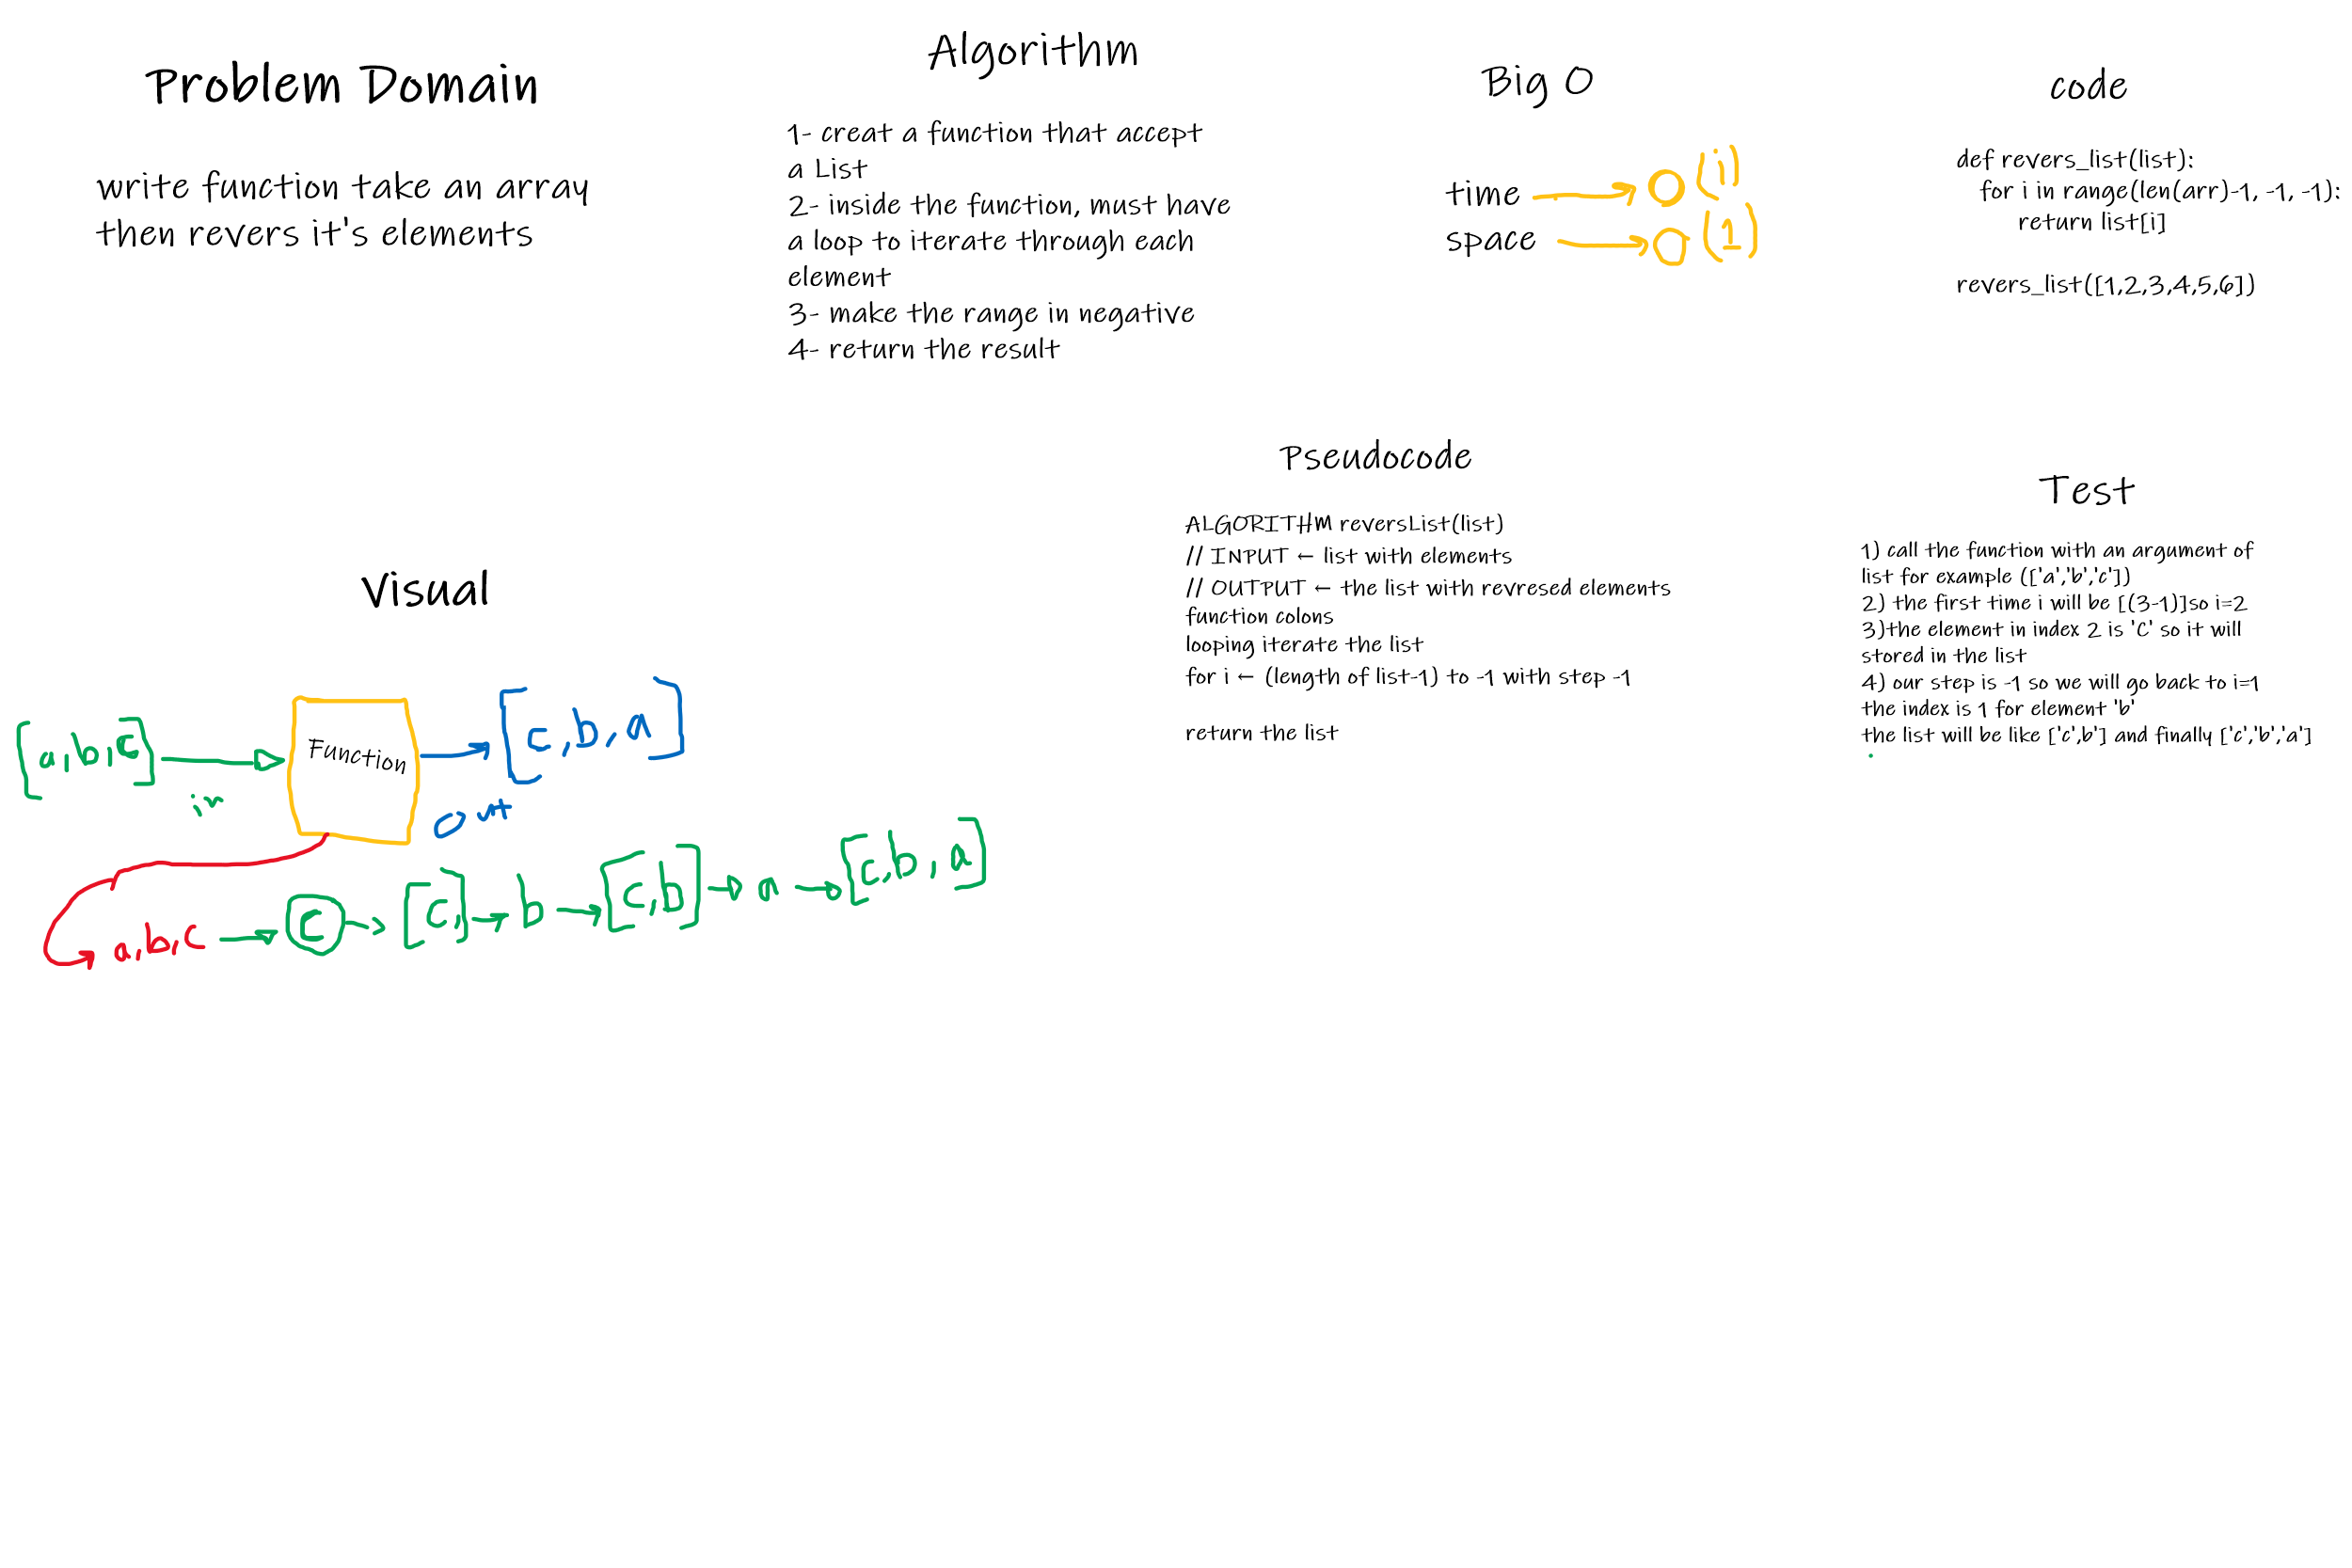 Problem Domain
write function take an array
then revers it's elements
Algorithm
1- creat a function that accept
a List
2- inside the function, must have
a loop to iterate through each
element
3- make the range in negative
4- return the result
Big O
time → O(i)
space → O(1)
code
def revers_list(list):
for i in range(len(arr)-1, -1, -1):
return list[i]
revers_list([1,2,3,4,5,6])
Visual
[a,b,c]
in
Function
[c,b,a]
out
a,b,c → c → [c,] → b → [c,b] → a → [c,b,a]
Pseudocode
ALGORITHM reversList(list)
// INPUT ← list with elements
// OUTPUT ← the list with revresed elements
function colons
looping iterate the list
for i ← (length of list-1) to -1 with step -1
return the list
Test
1) call the function with an argument of
list for example (['a','b','c'])
2) the first time i will be [(3-1)]so i=2
3)the element in index 2 is 'C' so it will
stored in the list
4) our step is -1 so we will go back to i=1
the index is 1 for element 'b'
the list will be like ['c',b'] and finally ['c','b','a']